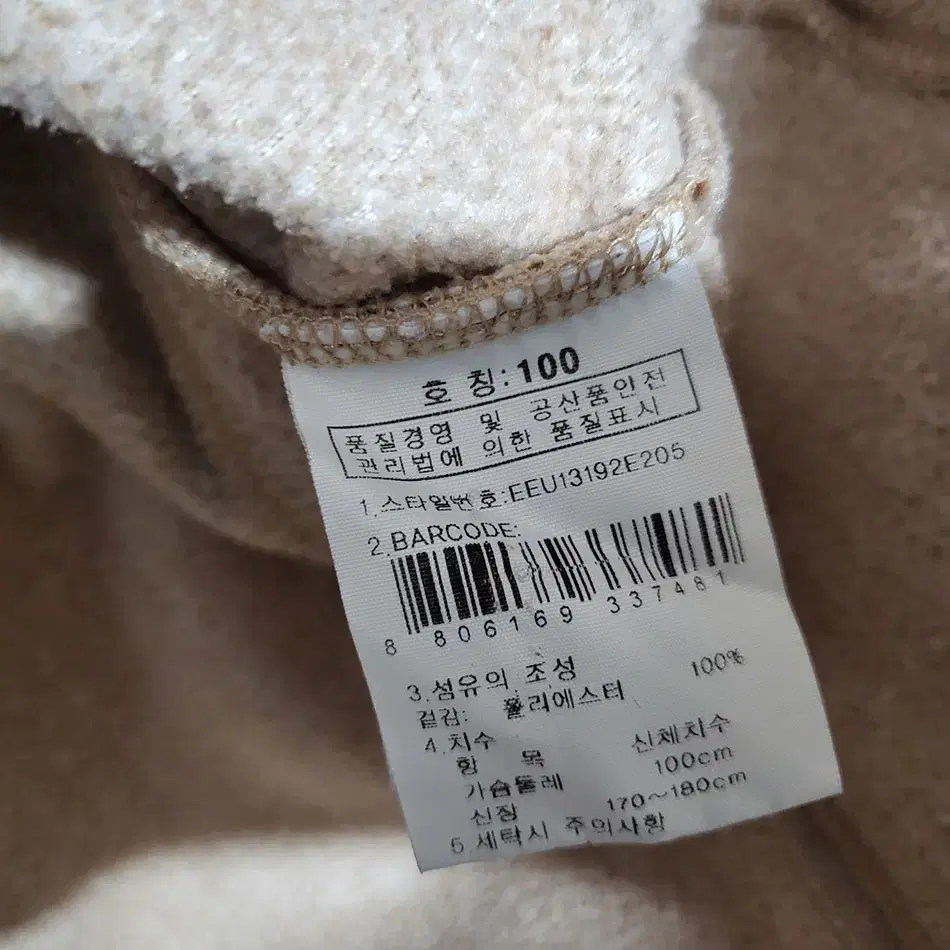 호 칭:100
품질경영 및 공산품안전
관리법에 의한 품질표시
1.스타일번호:EEU13192E205
2.BARCODE:
8 806169 337481
3.섬유의 조성
겉감: 폴리에스터 100%
4.치수
항 목 신체치수
가슴둘레 100cm
신장 170~180cm
5.세탁시 주의사항